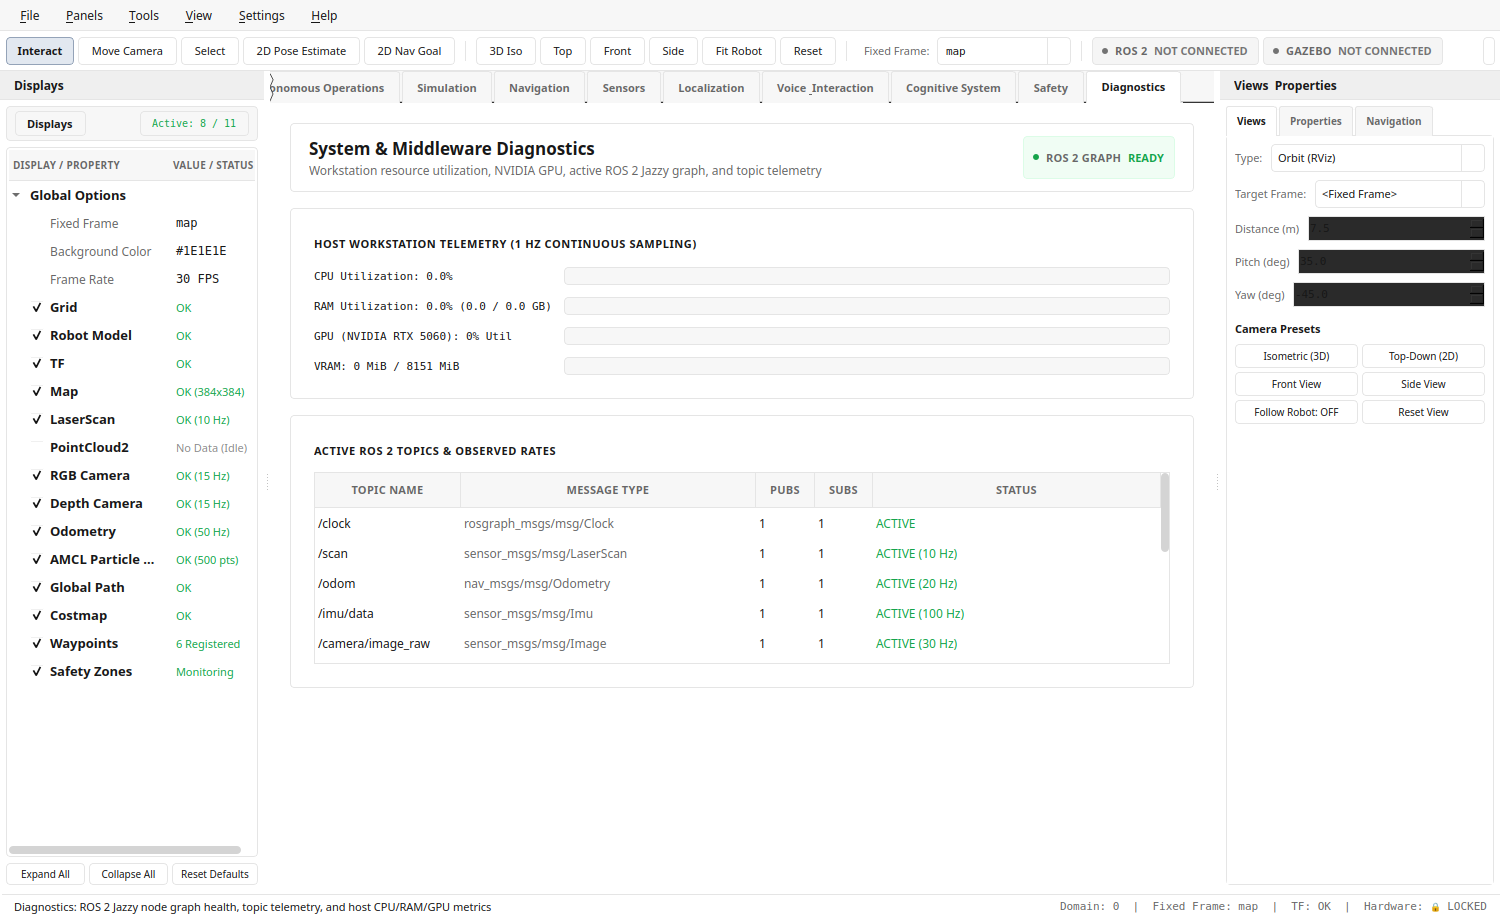 File Panels Tools View Settings Help
Interact Move Camera Select 2D Pose Estimate 2D Nav Goal 3D Iso Top Front Side Fit Robot Reset Fixed Frame: map ROS 2 NOT CONNECTED GAZEBO NOT CONNECTED
Displays
Displays Active: 8 / 11
DISPLAY / PROPERTY VALUE / STATUS
Global Options
Fixed Frame map
Background Color #1E1E1E
Frame Rate 30 FPS
Grid OK
Robot Model OK
TF OK
Map OK (384x384)
LaserScan OK (10 Hz)
PointCloud2 No Data (Idle)
RGB Camera OK (15 Hz)
Depth Camera OK (15 Hz)
Odometry OK (50 Hz)
AMCL Particle ... OK (500 pts)
Global Path OK
Costmap OK
Waypoints 6 Registered
Safety Zones Monitoring
Expand All Collapse All Reset Defaults
onomous Operations Simulation Navigation Sensors Localization Voice _Interaction Cognitive System Safety Diagnostics
System & Middleware Diagnostics
Workstation resource utilization, NVIDIA GPU, active ROS 2 Jazzy graph, and topic telemetry
ROS 2 GRAPH READY
HOST WORKSTATION TELEMETRY (1 HZ CONTINUOUS SAMPLING)
CPU Utilization: 0.0%
RAM Utilization: 0.0% (0.0 / 0.0 GB)
GPU (NVIDIA RTX 5060): 0% Util
VRAM: 0 MiB / 8151 MiB
ACTIVE ROS 2 TOPICS & OBSERVED RATES
TOPIC NAME MESSAGE TYPE PUBS SUBS STATUS
/clock rosgraph_msgs/msg/Clock 1 1 ACTIVE
/scan sensor_msgs/msg/LaserScan 1 1 ACTIVE (10 Hz)
/odom nav_msgs/msg/Odometry 1 1 ACTIVE (20 Hz)
/imu/data sensor_msgs/msg/Imu 1 1 ACTIVE (100 Hz)
/camera/image_raw sensor_msgs/msg/Image 1 1 ACTIVE (30 Hz)
Views Properties
Views Properties Navigation
Type: Orbit (RViz)
Target Frame: <Fixed Frame>
Distance (m) 7.5
Pitch (deg) 35.0
Yaw (deg)
Camera Presets
Isometric (3D) Top-Down (2D)
Front View Side View
Follow Robot: OFF Reset View
Diagnostics: ROS 2 Jazzy node graph health, topic telemetry, and host CPU/RAM/GPU metrics
Domain: 0 | Fixed Frame: map | TF: OK | Hardware: 🔒 LOCKED